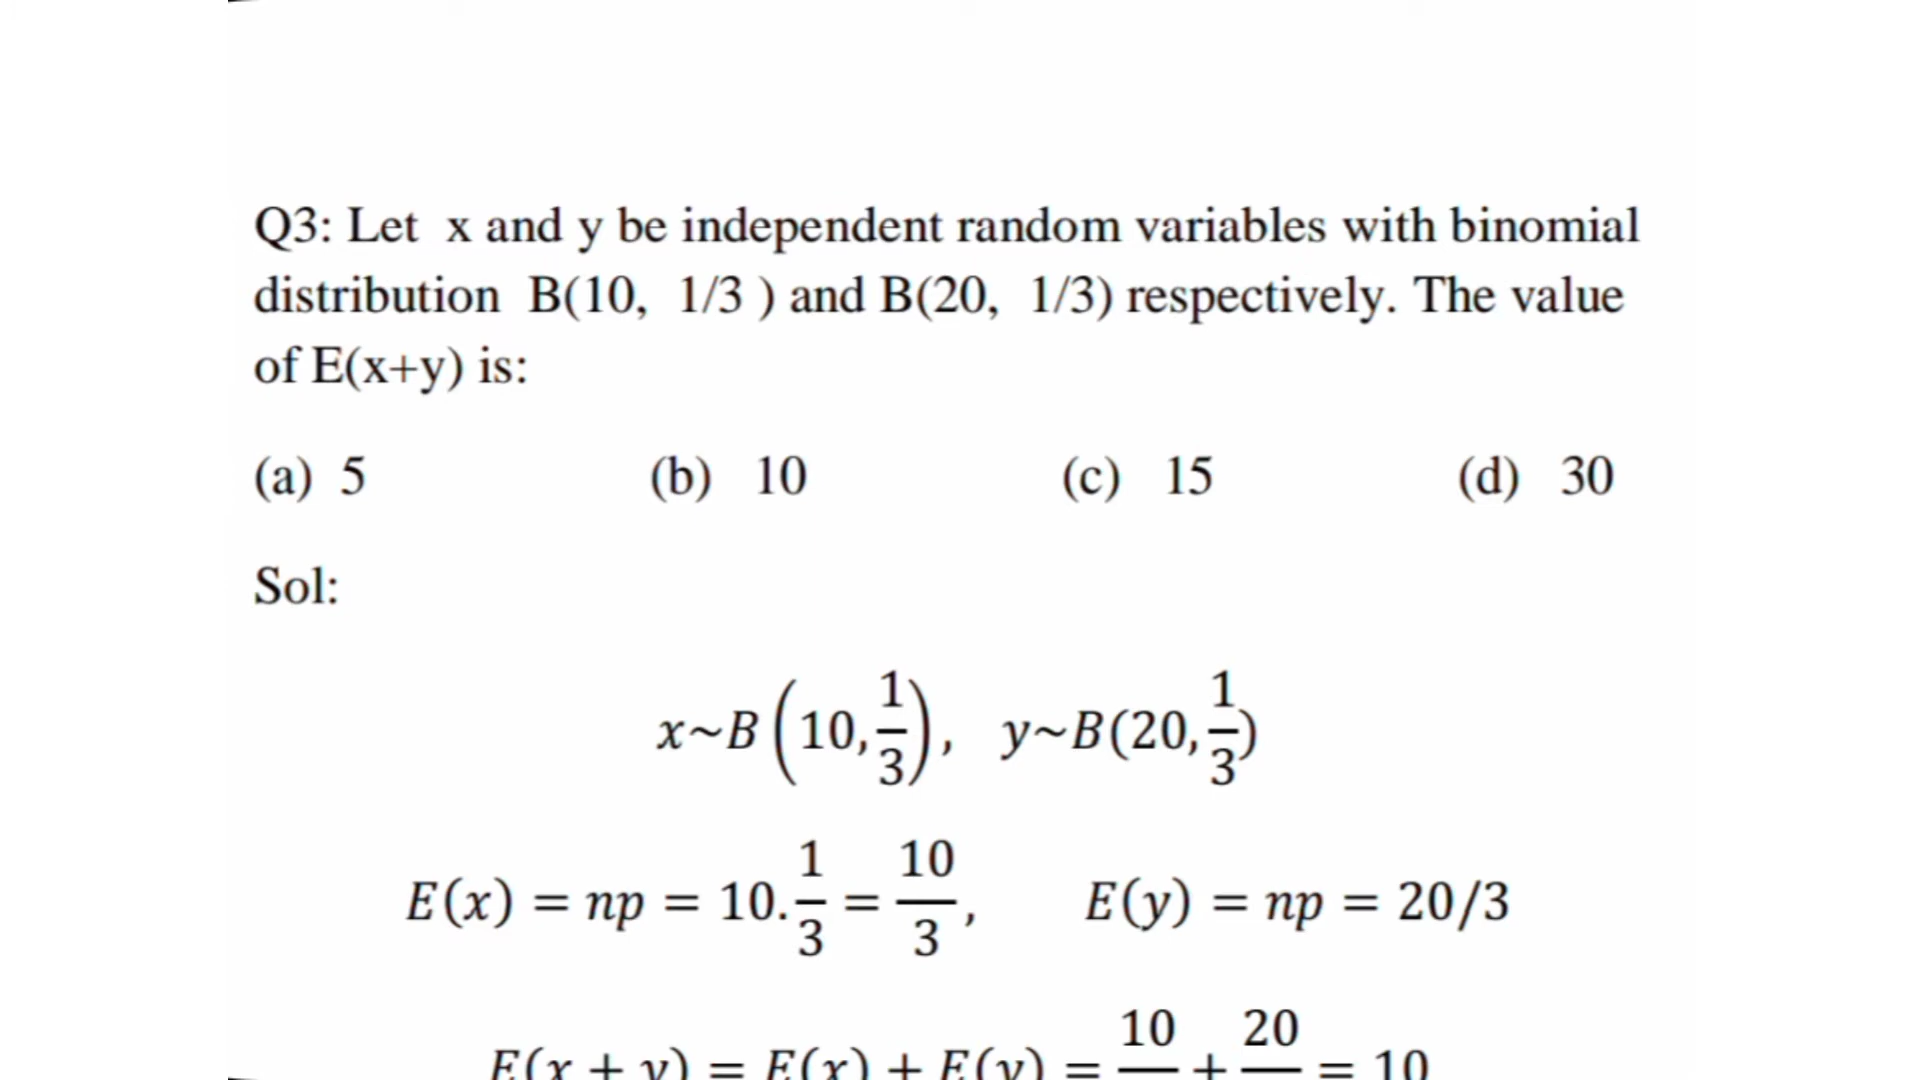 Q3: Let x and y be independent random variables with binomial
distribution B(10, 1/3 ) and B(20, 1/3) respectively. The value
of E(x+y) is:
(a) 5 (b) 10 (c) 15 (d) 30
Sol:
x~B(10,1/3), y~B(20,1/3)
E(x) = np = 10.1/3 = 10/3, E(y) = np = 20/3
E(x + y) = E(x) + E(y) = 10 + 20 = 10